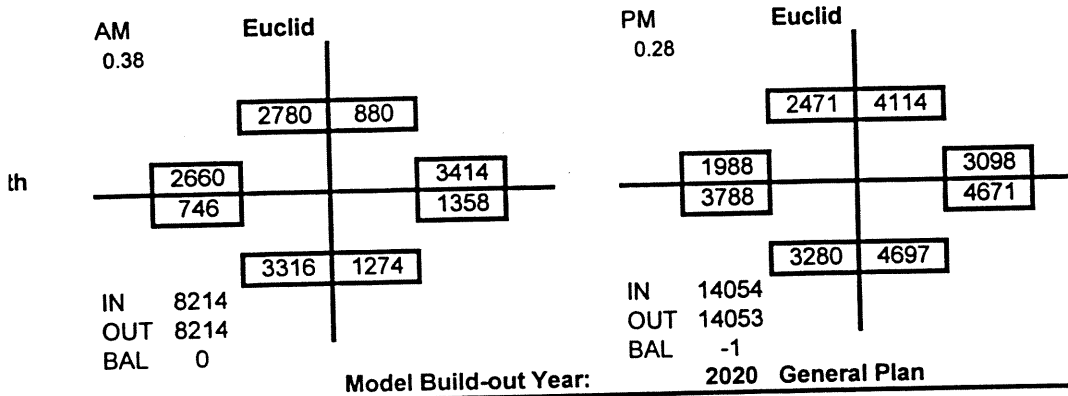 AM Euclid PM Euclid
0.38 0.28
2780 880 2471 4114
2660 3414 1988 3098
th 746 1358 3788 4671
3316 1274 3280 4697
IN 8214 IN 14054
OUT 8214 OUT 14053
BAL 0 BAL -1
Model Build-out Year: 2020 General Plan